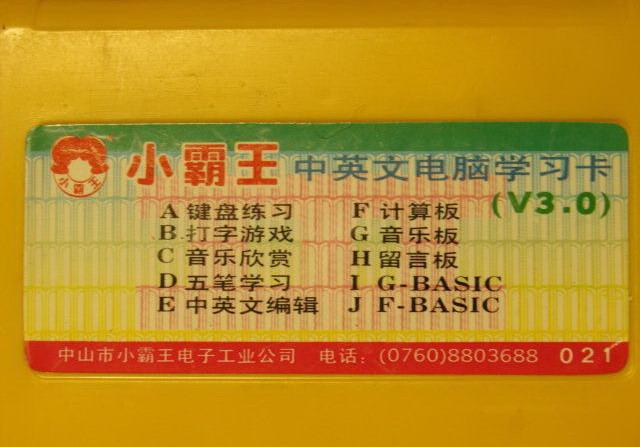 小霸王 中英文电脑学习卡
小霸王
(V3.0)
A 键盘练习
B 打字游戏
C 音乐欣赏
D 五笔学习
E 中英文编辑
F 计算板
G 音乐板
H 留言板
I G-BASIC
J F-BASIC
中山市小霸王电子工业公司 电话：(0760)8803688 021